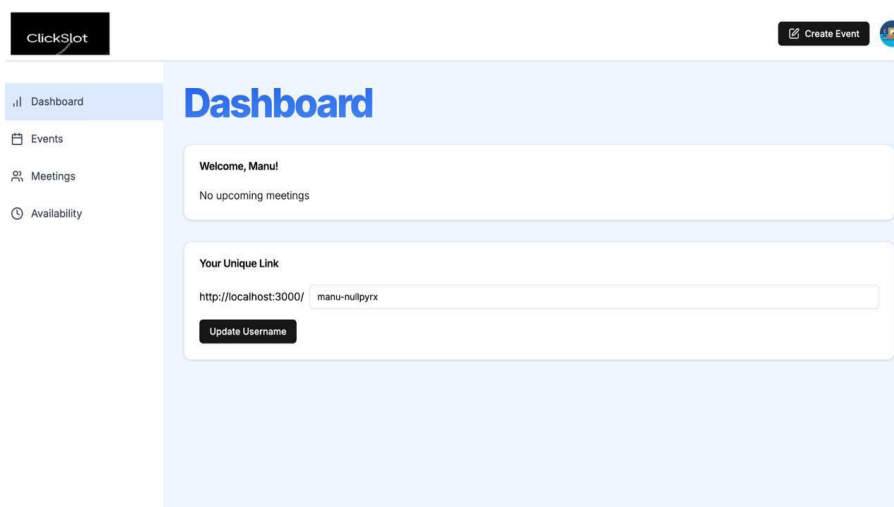 ClickSlot
Create Event
Dashboard
Events
Meetings
Availability
Dashboard
Welcome, Manu!
No upcoming meetings
Your Unique Link
http://localhost:3000/ manu-nullpyrx
Update Username